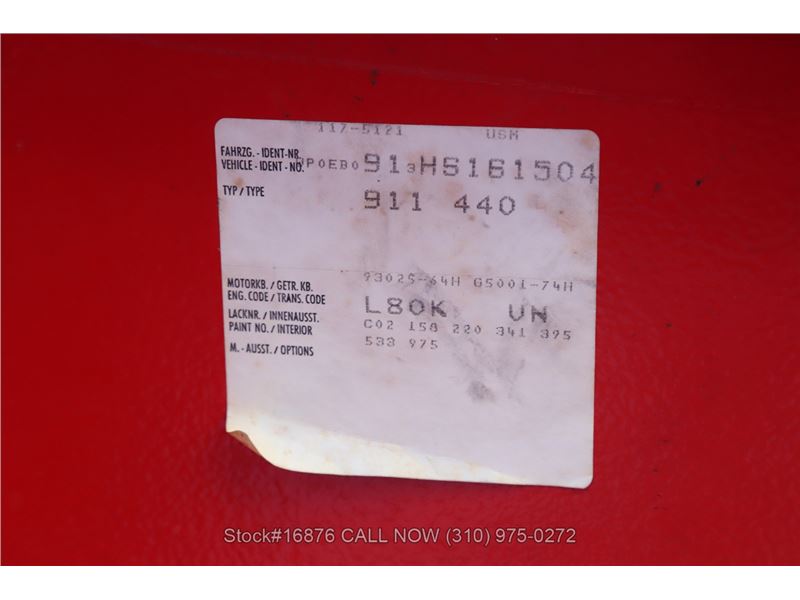 117-5121 USM
FAHRZG. - IDENT-NR.
VEHICLE - IDENT - NO. WP0EB0913HS161504
TYP / TYPE 911 440
93025-64H G5001-74H
MOTORKB. / GETR. KB.
ENG. CODE / TRANS. CODE L80K UN
LACKNR. / INNENAUSST.
PAINT NO. / INTERIOR C02 158 220 341 395
533 975
M. - AUSST. / OPTIONS
Stock#16876 CALL NOW (310) 975-0272